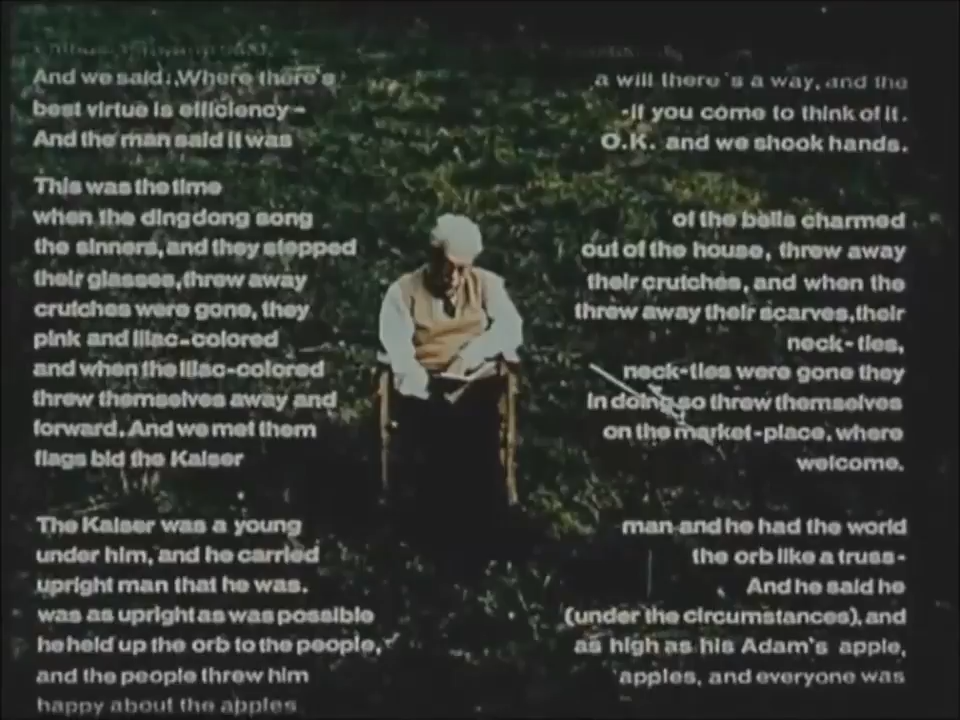 And we said:,Where there's a will there's a way, and the
best virtue is efficiency- -if you come to think of it.
And the man said it was O.K. and we shook hands.
This was the time
when the dingdong song of the bells charmed
the sinners, and they stepped out of the house, threw away
their glasses,threw away their crutches, and when the
crutches were gone, they threw away their scarves,their
pink and lilac-colored neck-ties,
and when the lilac-colored neck-ties were gone they
threw themselves away and in doing so threw themselves
forward. And we met them on the market-place. where
flags bid the Kaiser welcome.
The Kaiser was a young man and he had the world
under him, and he carried the orb like a truss-
upright man that he was. And he said he
was as upright as was possible (under the circumstances), and
he held up the orb to the people, as high as his Adam's apple,
and the people threw him apples, and everyone was
happy about the apples